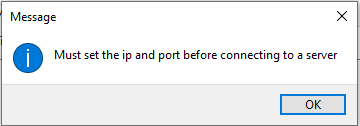 Message
Must set the ip and port before connecting to a server
OK